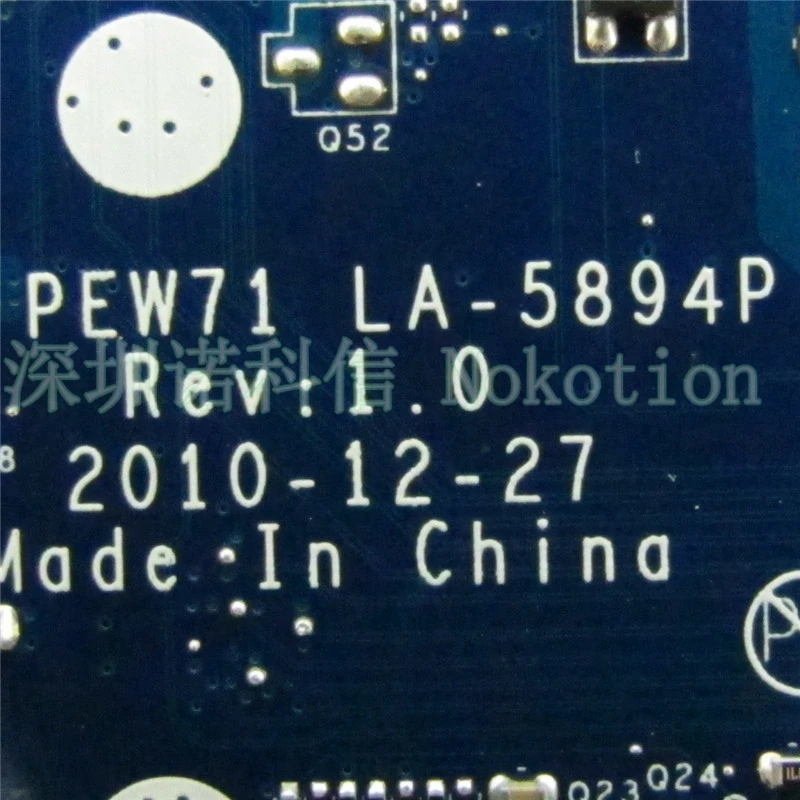 Q52
PEW71 LA-5894P
深圳诺科信 Nokotion
Rev:1.0
8
2010-12-27
Made In China
P
Q23 Q24